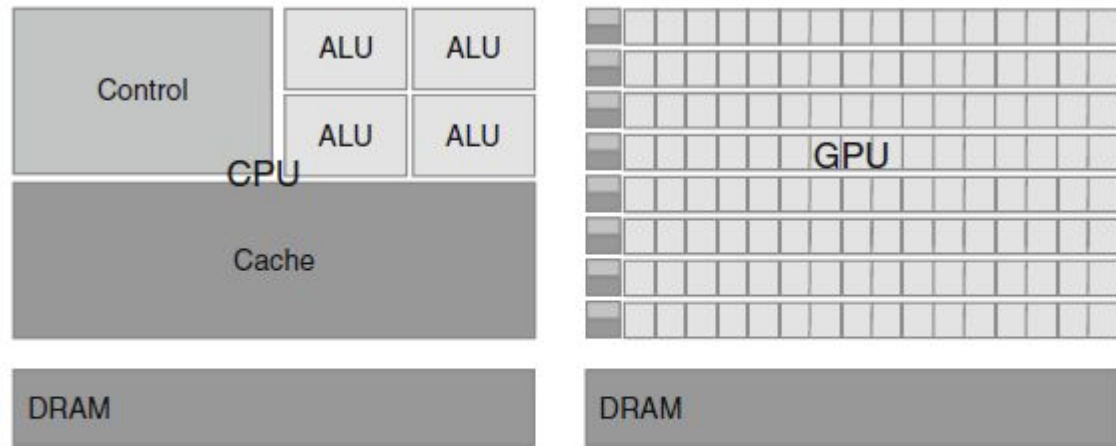 Control
ALU
ALU
ALU
ALU
CPU
Cache
DRAM
GPU
DRAM